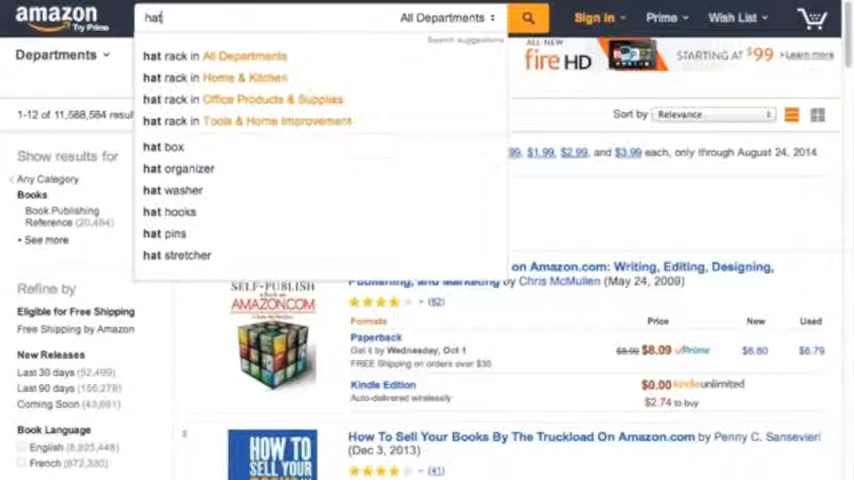 amazon
Try Prime
hat
All Departments
Sign in
Prime
Wish List
Departments
Search suggestions
hat rack in All Departments
hat rack in Home & Kitchen
hat rack in Office Products & Supplies
hat rack in Tools & Home Improvement
hat box
hat organizer
hat washer
hat hooks
hat pins
hat stretcher
ALL-NEW
fire HD
STARTING AT $99
Learn more
1-12 of 11,588,584 resul
Sort by
Relevance
99, $1.99, $2.99, and $3.99 each, only through August 24, 2014.
Show results for
Any Category
Books
Book Publishing
Reference (20,484)
See more
Refine by
Eligible for Free Shipping
Free Shipping by Amazon
New Releases
Last 30 days (52,499)
Last 90 days (156,279)
Coming Soon (43,691)
Book Language
English (8,925,448)
French (672,330)
SELF-PUBLISH
AMAZON.COM
on Amazon.com: Writing, Editing, Designing,
Publishing, and Marketing by Chris McMullen (May 24, 2009)
(82)
Formats
Price
New
Used
Paperback
$8.99 $8.09 Prime
$6.80
$6.79
Get it by Wednesday, Oct 1
FREE Shipping on orders over $35
Kindle Edition
$0.00 kindleunlimited
Auto-delivered wirelessly
$2.74 to buy
HOW TO
SELL YOUR
How To Sell Your Books By The Truckload On Amazon.com by Penny C. Sansevieri
(Dec 3, 2013)
(41)